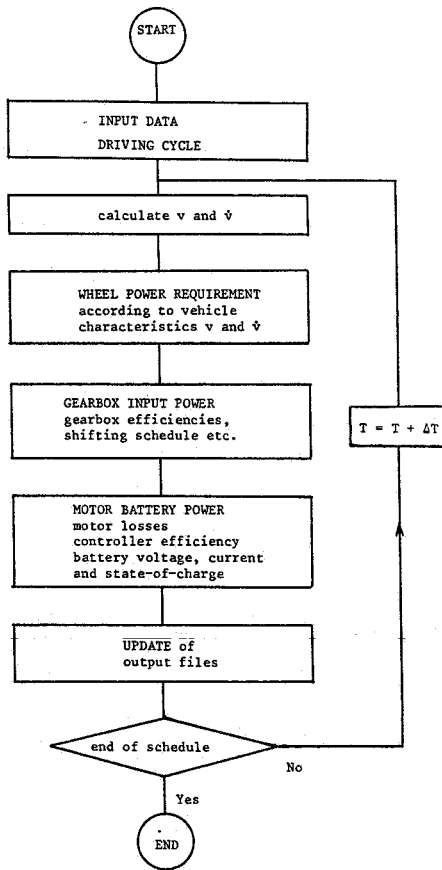 START
INPUT DATA
DRIVING CYCLE
calculate v and v̇
WHEEL POWER REQUIREMENT
according to vehicle
characteristics v and v̇
GEARBOX INPUT POWER
gearbox efficiencies,
shifting schedule etc.
T = T + ΔT
MOTOR BATTERY POWER
motor losses
controller efficiency
battery voltage, current
and state-of-charge
UPDATE of
output files
end of schedule
No
Yes
END